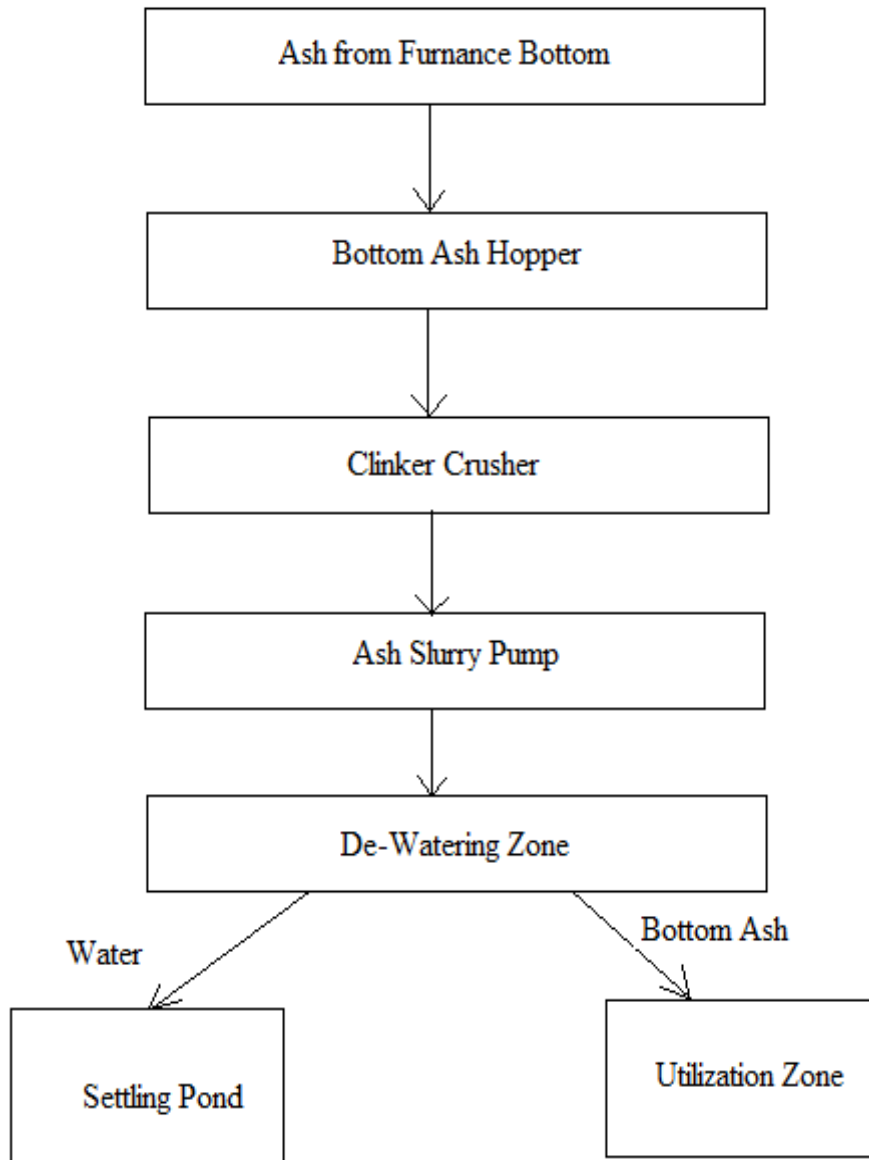 Ash from Furnance Bottom
Bottom Ash Hopper
Clinker Crusher
Ash Slurry Pump
De-Watering Zone
Water
Bottom Ash
Settling Pond
Utilization Zone